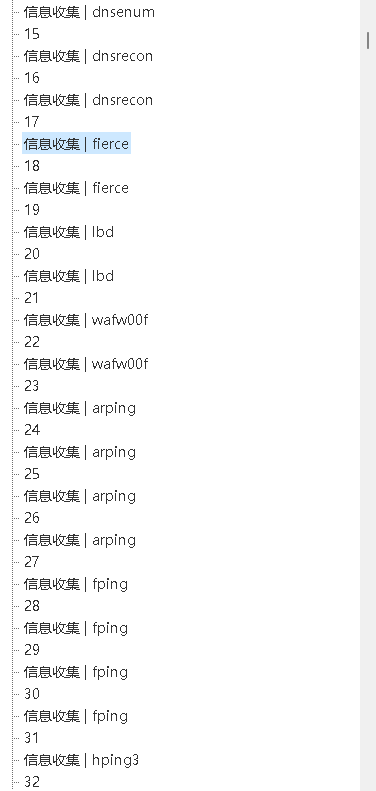 信息收集 | dnsenum
15
信息收集 | dnsrecon
16
信息收集 | dnsrecon
17
信息收集 | fierce
18
信息收集 | fierce
19
信息收集 | lbd
20
信息收集 | lbd
21
信息收集 | wafw00f
22
信息收集 | wafw00f
23
信息收集 | arping
24
信息收集 | arping
25
信息收集 | arping
26
信息收集 | arping
27
信息收集 | fping
28
信息收集 | fping
29
信息收集 | fping
30
信息收集 | fping
31
信息收集 | hping3
32